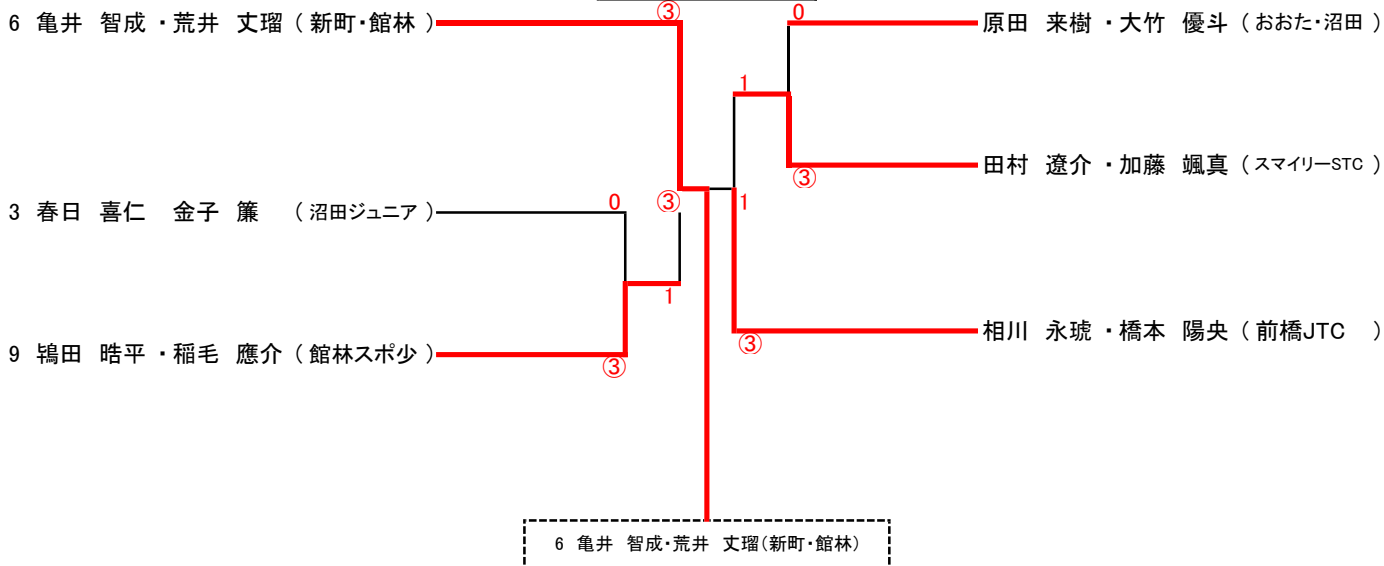 ③
0
6 亀井 智成・荒井 丈瑠 ( 新町・館林 )
原田 来樹 ・大竹 優斗 ( おおた・沼田 )
1
田村 遼介 ・加藤 颯真 ( スマイリーSTC )
③
③
1
0
3 春日 喜仁 金子 簾 ( 沼田ジュニア )
1
相川 永琥 ・橋本 陽央 ( 前橋JTC )
③
9 鴇田 晧平 ・稲毛 應介 ( 館林スポ少 )
③
6 亀井 智成・荒井 丈瑠(新町・館林)